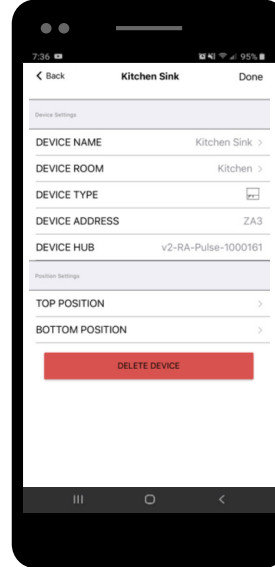 7:36 95%
Back Kitchen Sink Done
Device Settings
DEVICE NAME Kitchen Sink
DEVICE ROOM Kitchen
DEVICE TYPE
DEVICE ADDRESS ZA3
DEVICE HUB v2-RA-Pulse-1000161
Position Settings
TOP POSITION
BOTTOM POSITION
DELETE DEVICE